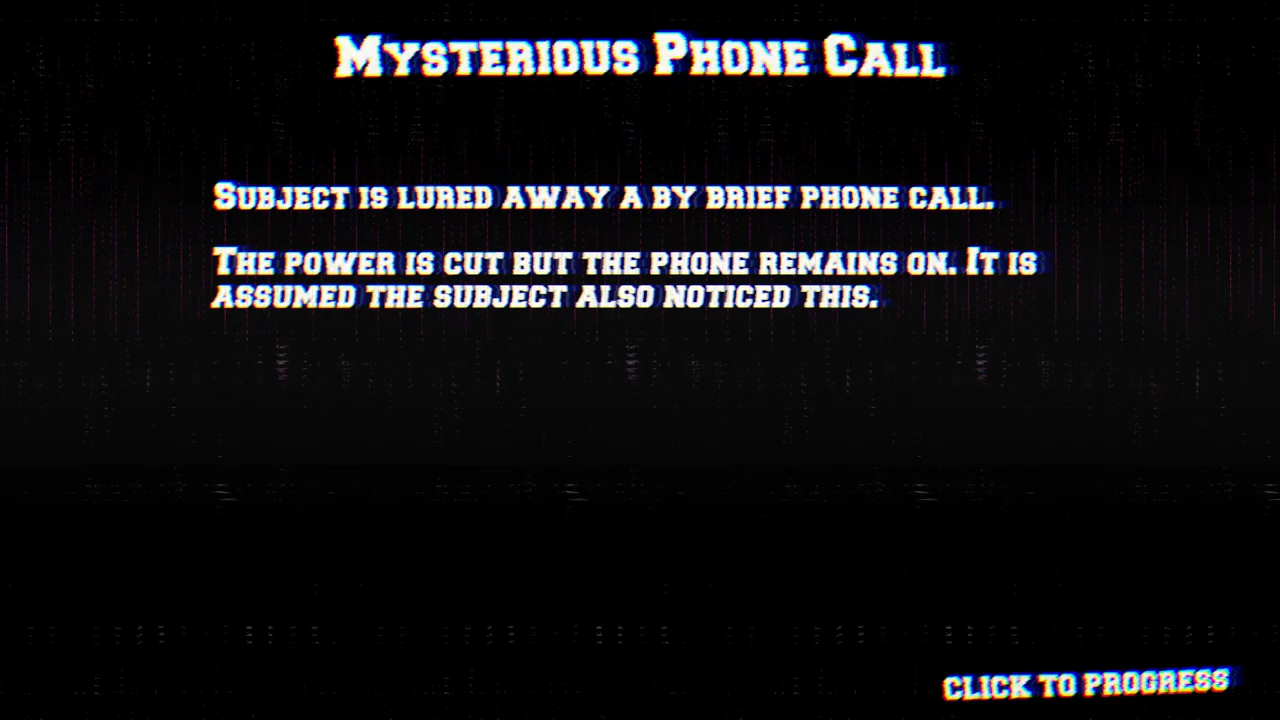 Mysterious Phone Call
Subject is lured away a by brief phone call.
The power is cut but the phone remains on. It is
assumed the subject also noticed this.
click to progress